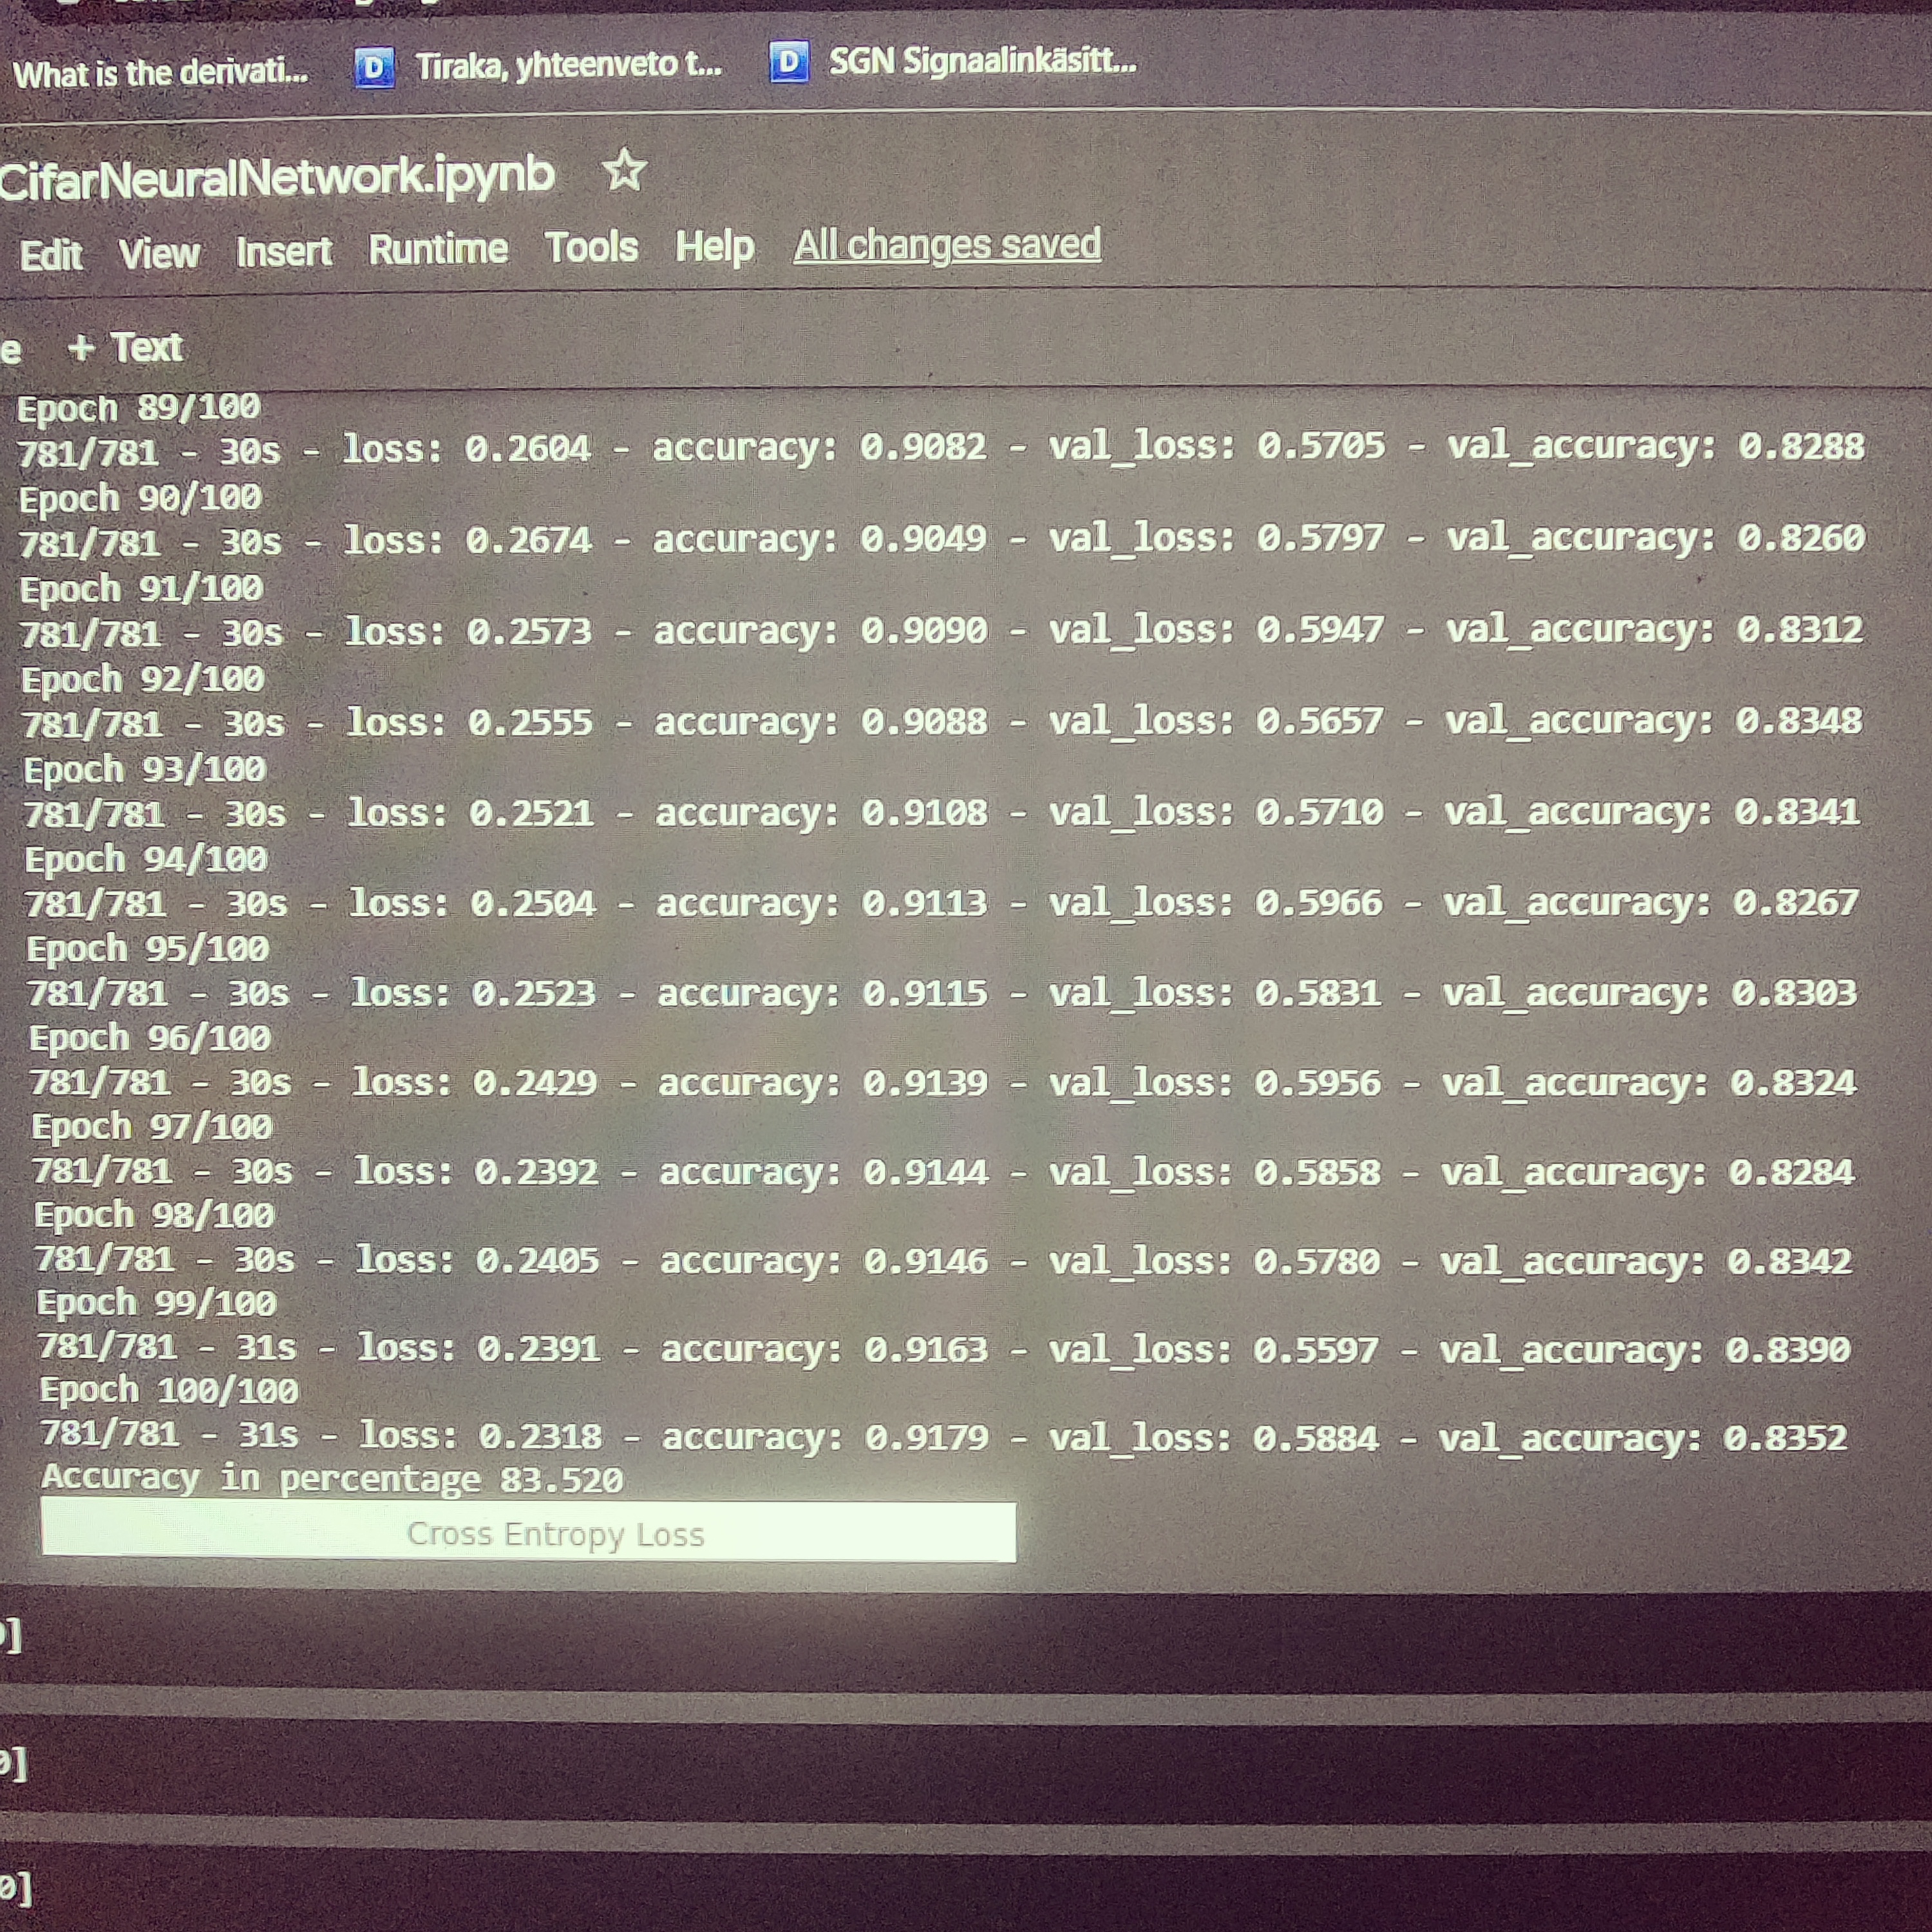 What is the derivati... D Tiraka, yhteenveto t... D SGN Signaalinkäsitt...
CifarNeuralNetwork.ipynb
Edit View Insert Runtime Tools Help All changes saved
e + Text
Epoch 89/100
781/781 - 30s - loss: 0.2604 - accuracy: 0.9082 - val_loss: 0.5705 - val_accuracy: 0.8288
Epoch 90/100
781/781 - 30s - loss: 0.2674 - accuracy: 0.9049 - val_loss: 0.5797 - val_accuracy: 0.8260
Epoch 91/100
781/781 - 30s - loss: 0.2573 - accuracy: 0.9090 - val_loss: 0.5947 - val_accuracy: 0.8312
Epoch 92/100
781/781 - 30s - loss: 0.2555 - accuracy: 0.9088 - val_loss: 0.5657 - val_accuracy: 0.8348
Epoch 93/100
781/781 - 30s - loss: 0.2521 - accuracy: 0.9108 - val_loss: 0.5710 - val_accuracy: 0.8341
Epoch 94/100
781/781 - 30s - loss: 0.2504 - accuracy: 0.9113 - val_loss: 0.5966 - val_accuracy: 0.8267
Epoch 95/100
781/781 - 30s - loss: 0.2523 - accuracy: 0.9115 - val_loss: 0.5831 - val_accuracy: 0.8303
Epoch 96/100
781/781 - 30s - loss: 0.2429 - accuracy: 0.9139 - val_loss: 0.5956 - val_accuracy: 0.8324
Epoch 97/100
781/781 - 30s - loss: 0.2392 - accuracy: 0.9144 - val_loss: 0.5858 - val_accuracy: 0.8284
Epoch 98/100
781/781 - 30s - loss: 0.2405 - accuracy: 0.9146 - val_loss: 0.5780 - val_accuracy: 0.8342
Epoch 99/100
781/781 - 31s - loss: 0.2391 - accuracy: 0.9163 - val_loss: 0.5597 - val_accuracy: 0.8390
Epoch 100/100
781/781 - 31s - loss: 0.2318 - accuracy: 0.9179 - val_loss: 0.5884 - val_accuracy: 0.8352
Accuracy in percentage 83.520
Cross Entropy Loss
]
0]
0]